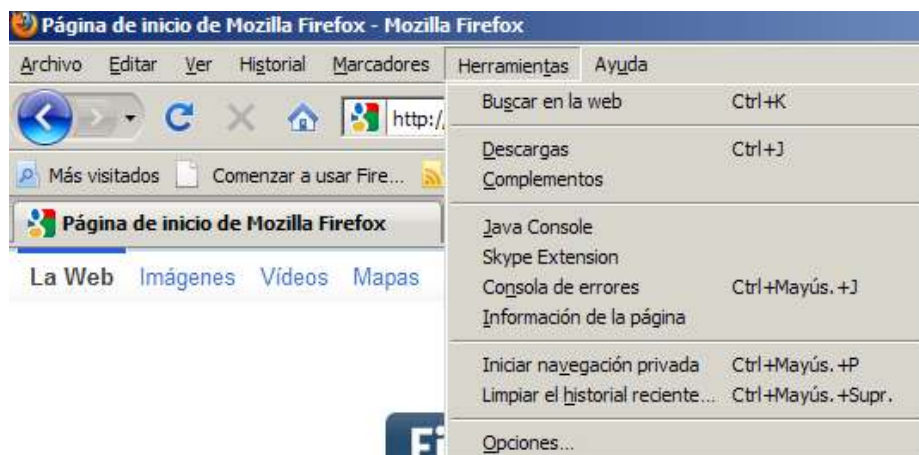 Página de inicio de Mozilla Firefox - Mozilla Firefox
Archivo Editar Ver Historial Marcadores Herramientas Ayuda
http:/
Más visitados Comenzar a usar Fire...
Página de inicio de Mozilla Firefox
La Web Imágenes Vídeos Mapas
Buscar en la web Ctrl+K
Descargas Ctrl+J
Complementos
Java Console
Skype Extension
Consola de errores Ctrl+Mayús.+J
Información de la página
Iniciar navegación privada Ctrl+Mayús.+P
Limpiar el historial reciente... Ctrl+Mayús.+Supr.
Opciones...
Fi